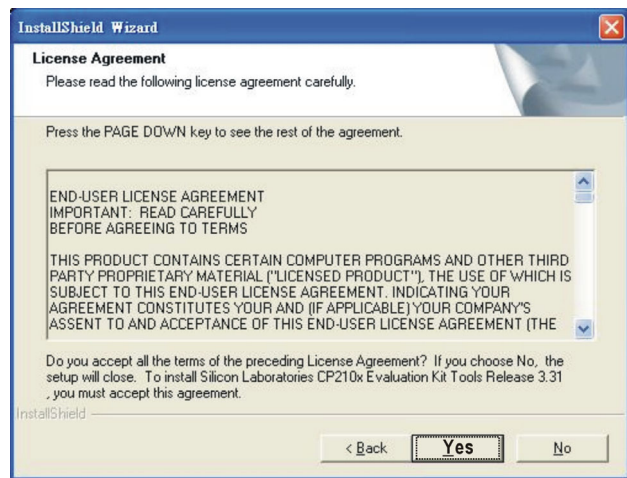 InstallShield Wizard
License Agreement
Please read the following license agreement carefully.
Press the PAGE DOWN key to see the rest of the agreement.
END-USER LICENSE AGREEMENT
IMPORTANT: READ CAREFULLY
BEFORE AGREEING TO TERMS
THIS PRODUCT CONTAINS CERTAIN COMPUTER PROGRAMS AND OTHER THIRD
PARTY PROPRIETARY MATERIAL ("LICENSED PRODUCT"), THE USE OF WHICH IS
SUBJECT TO THIS END-USER LICENSE AGREEMENT. INDICATING YOUR
AGREEMENT CONSTITUTES YOUR AND (IF APPLICABLE) YOUR COMPANY'S
ASSENT TO AND ACCEPTANCE OF THIS END-USER LICENSE AGREEMENT (THE
Do you accept all the terms of the preceding License Agreement? If you choose No, the
setup will close. To install Silicon Laboratories CP210x Evaluation Kit Tools Release 3.31
, you must accept this agreement.
InstallShield
< Back Yes No